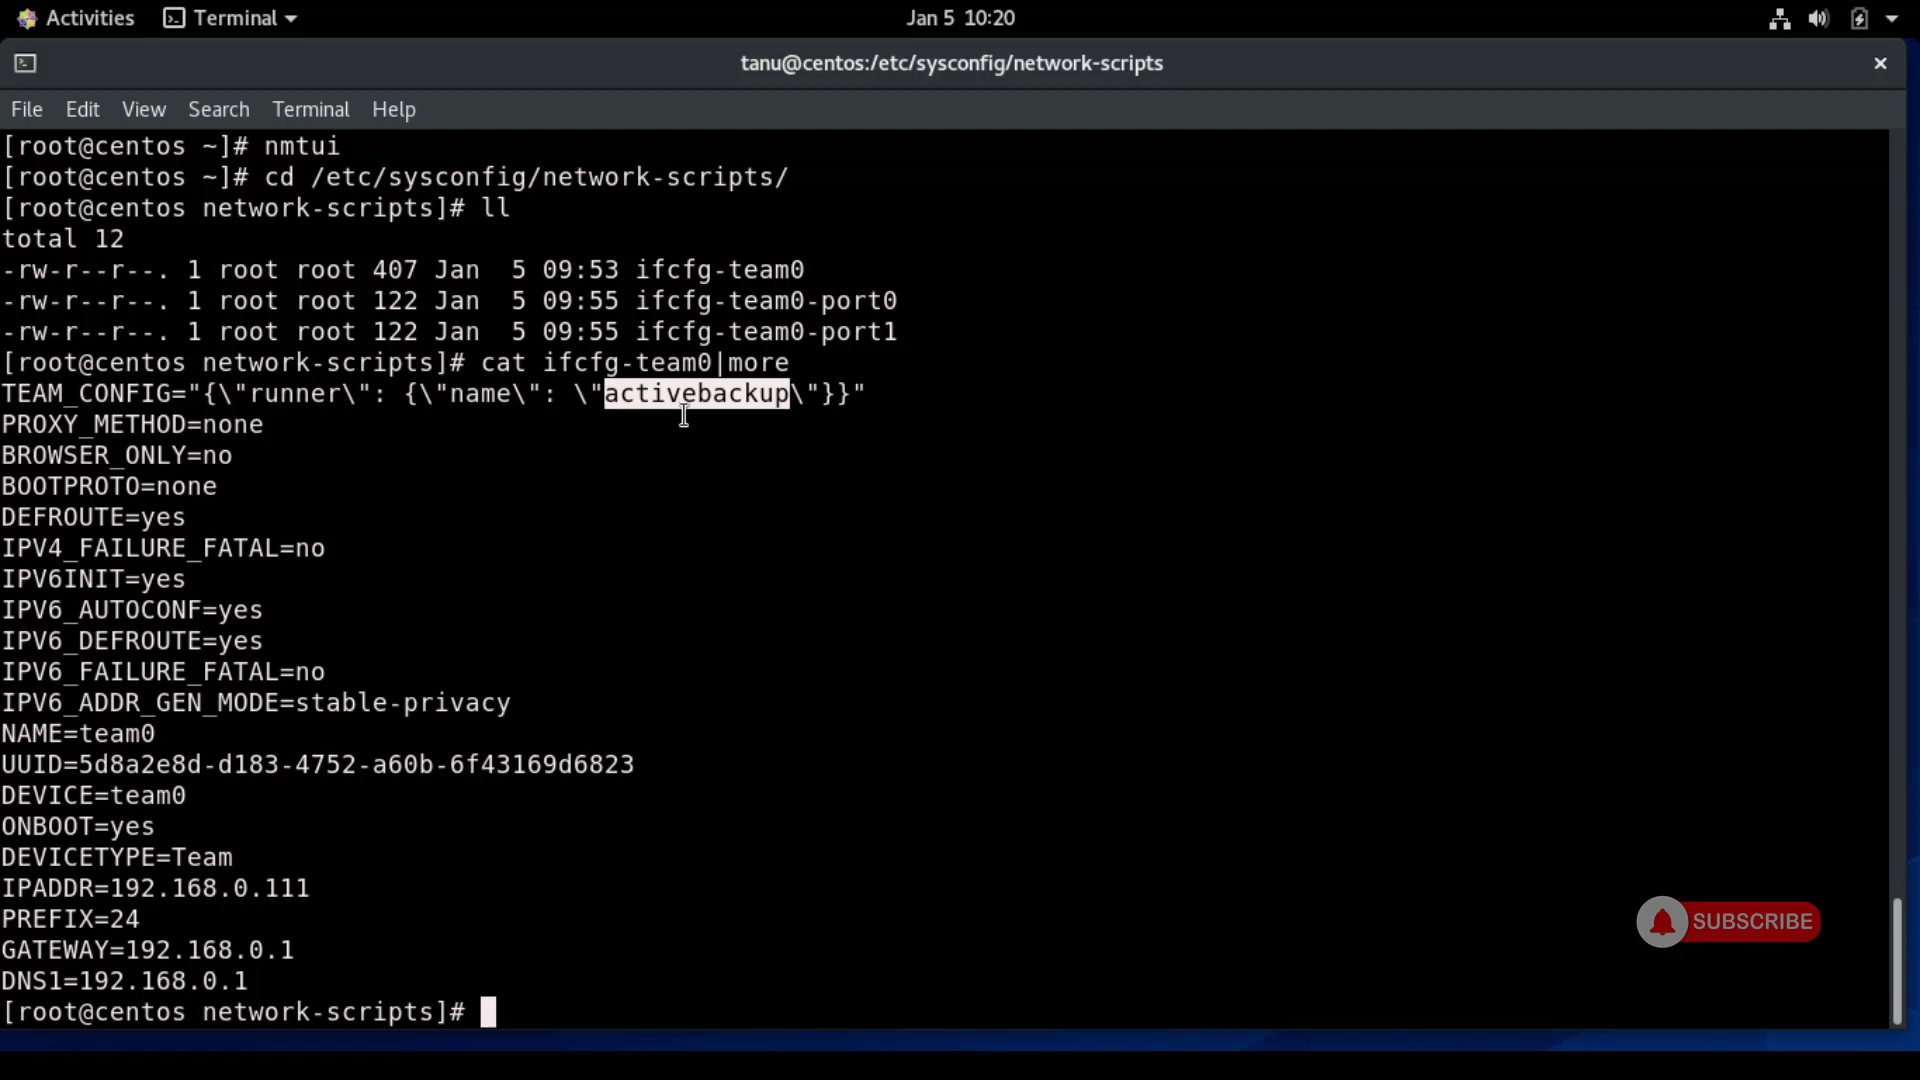 Activities Terminal Jan 5 10:20
tanu@centos:/etc/sysconfig/network-scripts
File Edit View Search Terminal Help
[root@centos ~]# nmtui
[root@centos ~]# cd /etc/sysconfig/network-scripts/
[root@centos network-scripts]# ll
total 12
-rw-r--r--. 1 root root 407 Jan  5 09:53 ifcfg-team0
-rw-r--r--. 1 root root 122 Jan  5 09:55 ifcfg-team0-port0
-rw-r--r--. 1 root root 122 Jan  5 09:55 ifcfg-team0-port1
[root@centos network-scripts]# cat ifcfg-team0|more
TEAM_CONFIG="{\"runner\": {\"name\": \"activebackup\"}}"
PROXY_METHOD=none
BROWSER_ONLY=no
BOOTPROTO=none
DEFROUTE=yes
IPV4_FAILURE_FATAL=no
IPV6INIT=yes
IPV6_AUTOCONF=yes
IPV6_DEFROUTE=yes
IPV6_FAILURE_FATAL=no
IPV6_ADDR_GEN_MODE=stable-privacy
NAME=team0
UUID=5d8a2e8d-d183-4752-a60b-6f43169d6823
DEVICE=team0
ONBOOT=yes
DEVICETYPE=Team
IPADDR=192.168.0.111
PREFIX=24
SUBSCRIBE
GATEWAY=192.168.0.1
DNS1=192.168.0.1
[root@centos network-scripts]#